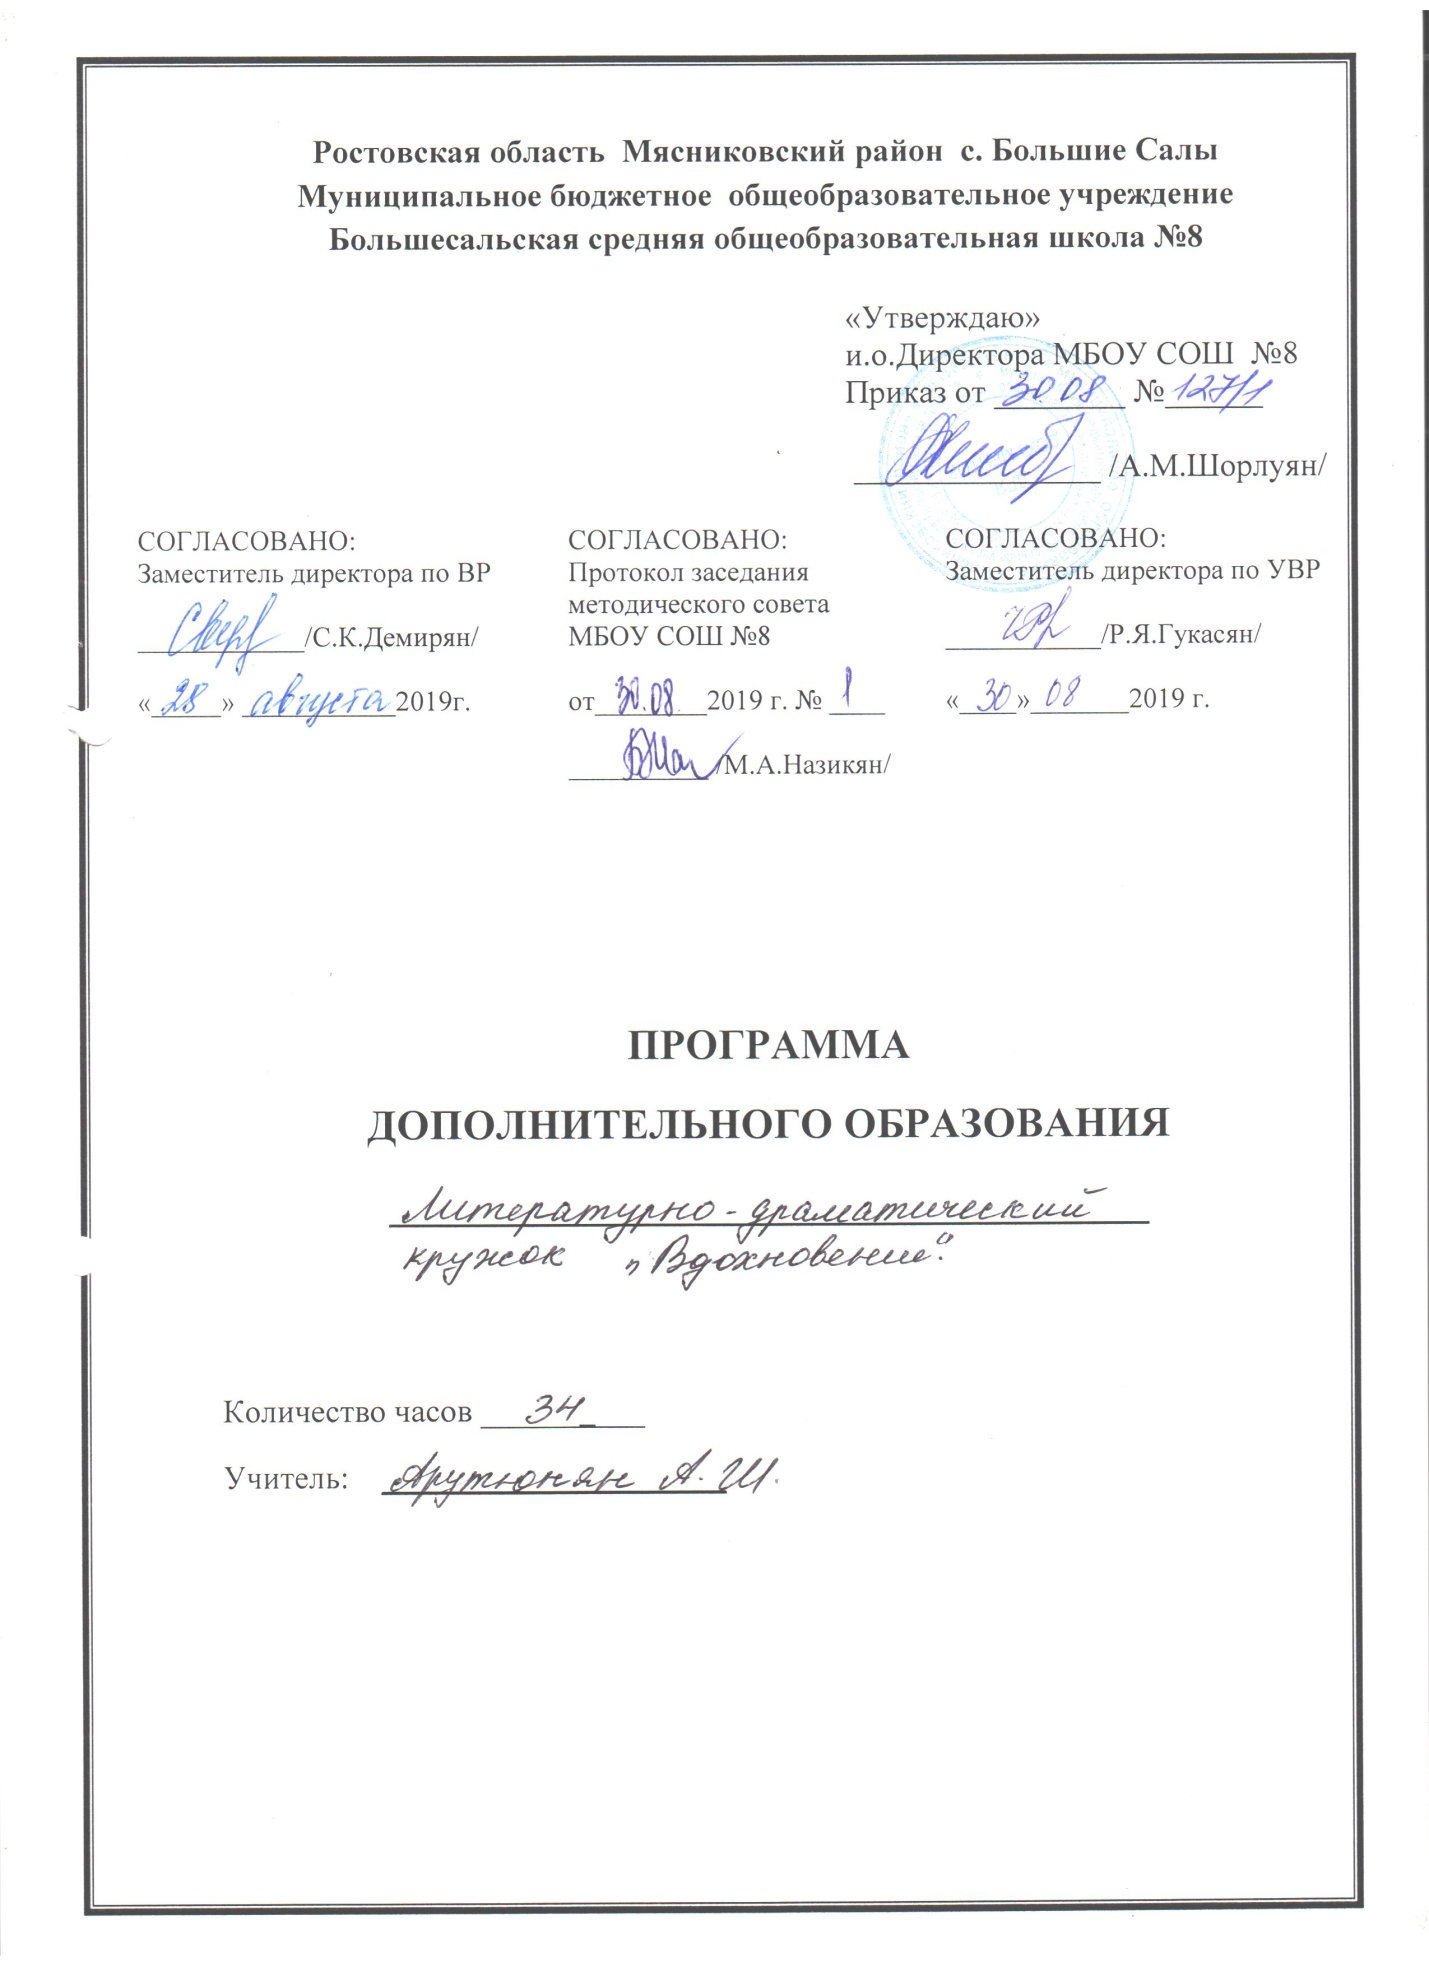 Ростовская область  Мясниковский район  с. Большие Салы
Муниципальное бюджетное  общеобразовательное учреждение
Большесальская средняя общеобразовательная школа №8
«Утверждаю»
и.о.Директора МБОУ СОШ  №8
Приказ от 30 08 № 127/1
/А.М.Шорлуян/
СОГЛАСОВАНО:
Заместитель директора по ВР
/С.К.Демирян/
«28» августа 2019г.
СОГЛАСОВАНО:
Протокол заседания
методического совета
МБОУ СОШ №8
от 30.08 2019 г. № 1
/М.А.Назикян/
СОГЛАСОВАНО:
Заместитель директора по УВР
/Р.Я.Гукасян/
«30» 08 2019 г.
ПРОГРАММА
ДОПОЛНИТЕЛЬНОГО ОБРАЗОВАНИЯ
Литературно-драматический
кружок „Вдохновение“.
Количество часов 34
Учитель: Арутюнян А.Ш.